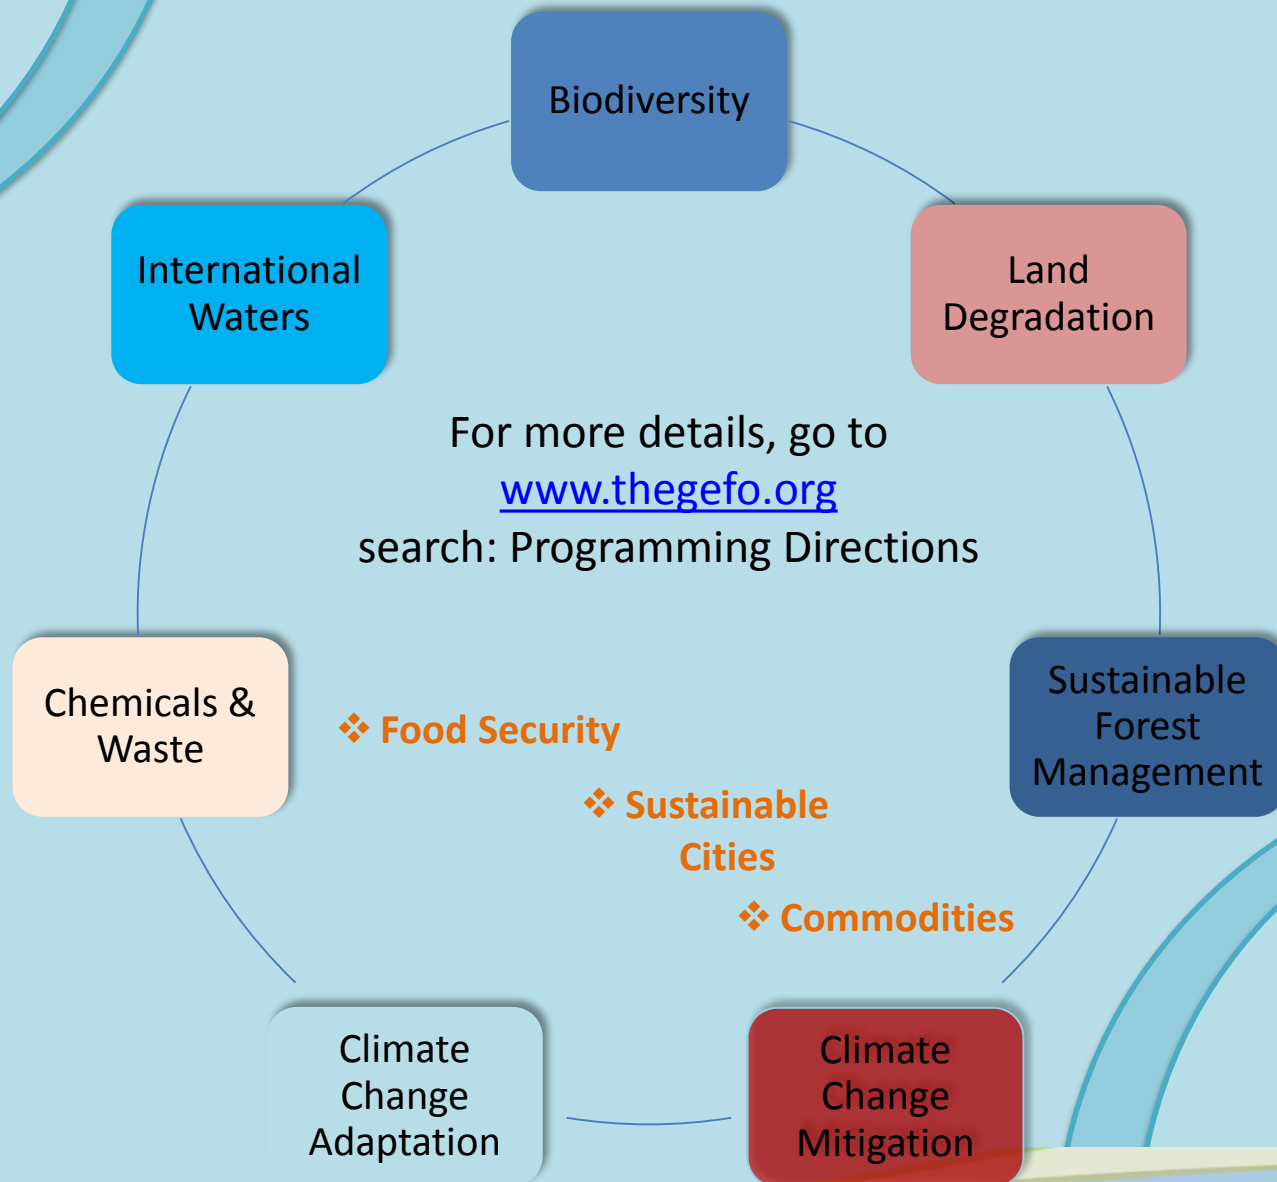 Biodiversity
International
Waters
Land
Degradation
For more details, go to
www.thegefo.org
search: Programming Directions
Chemicals &
Waste
Sustainable
Forest
Management
❖ Food Security
❖ Sustainable
Cities
❖ Commodities
Climate
Change
Adaptation
Climate
Change
Mitigation